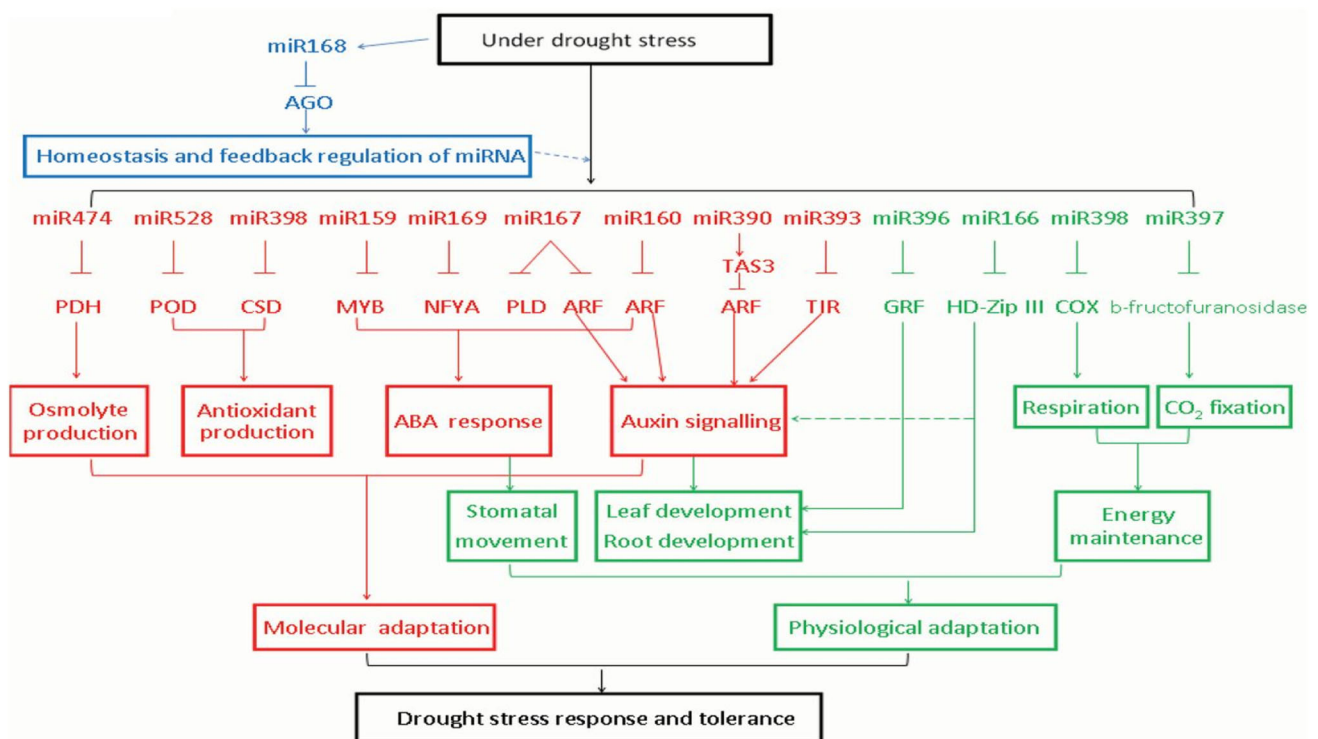 Under drought stress
miR168
AGO
Homeostasis and feedback regulation of miRNA
miR474 miR528 miR398 miR159 miR169 miR167 miR160 miR390 miR393 miR396 miR166 miR398 miR397
TAS3
PDH POD CSD MYB NFYA PLD ARF ARF ARF TIR GRF HD-Zip III COX b-fructofuranosidase
Osmolyte
production
Antioxidant
production
ABA response
Auxin signalling
Respiration
CO₂ fixation
Stomatal
movement
Leaf development
Root development
Energy
maintenance
Molecular adaptation
Physiological adaptation
Drought stress response and tolerance